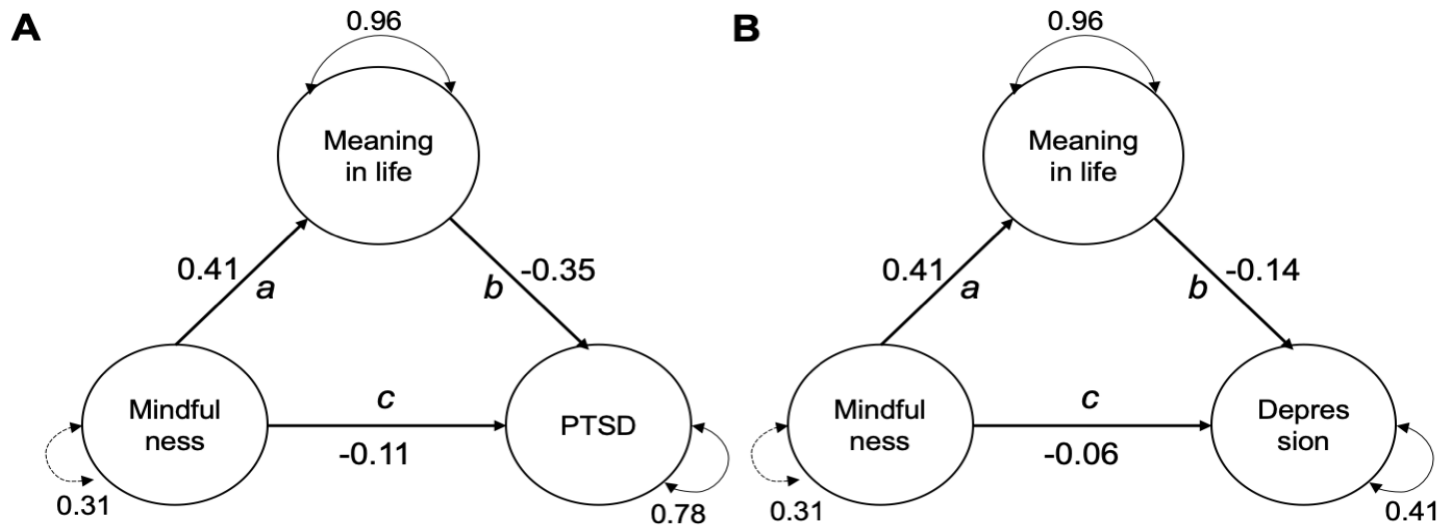 A
0.96
Meaning
in life
0.41
a
-0.35
b
Mindful
ness
c
-0.11
PTSD
0.31
0.78
B
0.96
Meaning
in life
0.41
a
-0.14
b
Mindful
ness
c
-0.06
Depres
sion
0.31
0.41